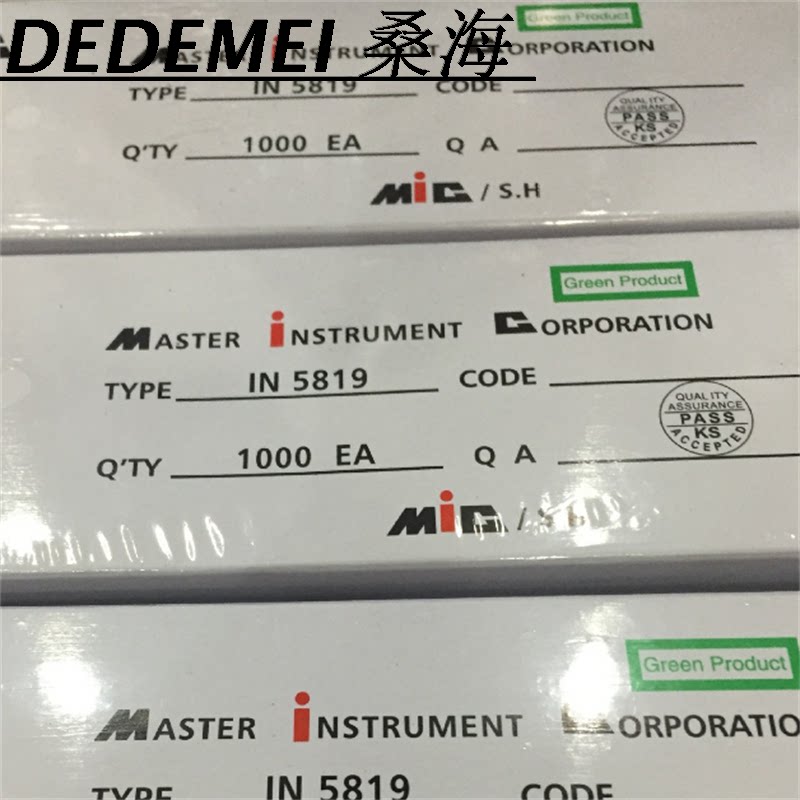 DEDEMEI 桑海
Green Product
MASTER iNSTRUMENT CORPORATION
TYPE IN 5819 CODE
QUALITY ASSURANCE PASS KS ACCEPTED
Q'TY 1000 EA Q A
MiC / S.H
Green Product
MASTER iNSTRUMENT CORPORATION
TYPE IN 5819 CODE
QUALITY ASSURANCE PASS KS ACCEPTED
Q'TY 1000 EA Q A
MiC /
Green Product
MASTER iNSTRUMENT CORPORATIO
TYPE IN 5819 CODE